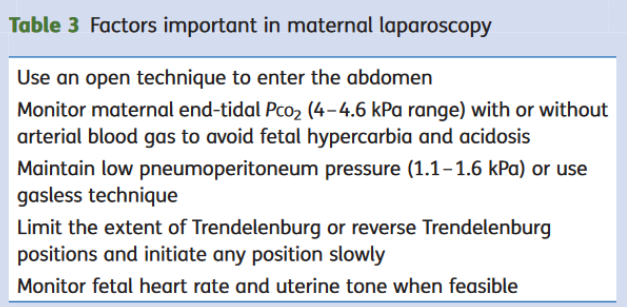 Table 3 Factors important in maternal laparoscopy
Use an open technique to enter the abdomen
Monitor maternal end-tidal Pco₂ (4–4.6 kPa range) with or without
arterial blood gas to avoid fetal hypercarbia and acidosis
Maintain low pneumoperitoneum pressure (1.1–1.6 kPa) or use
gasless technique
Limit the extent of Trendelenburg or reverse Trendelenburg
positions and initiate any position slowly
Monitor fetal heart rate and uterine tone when feasible